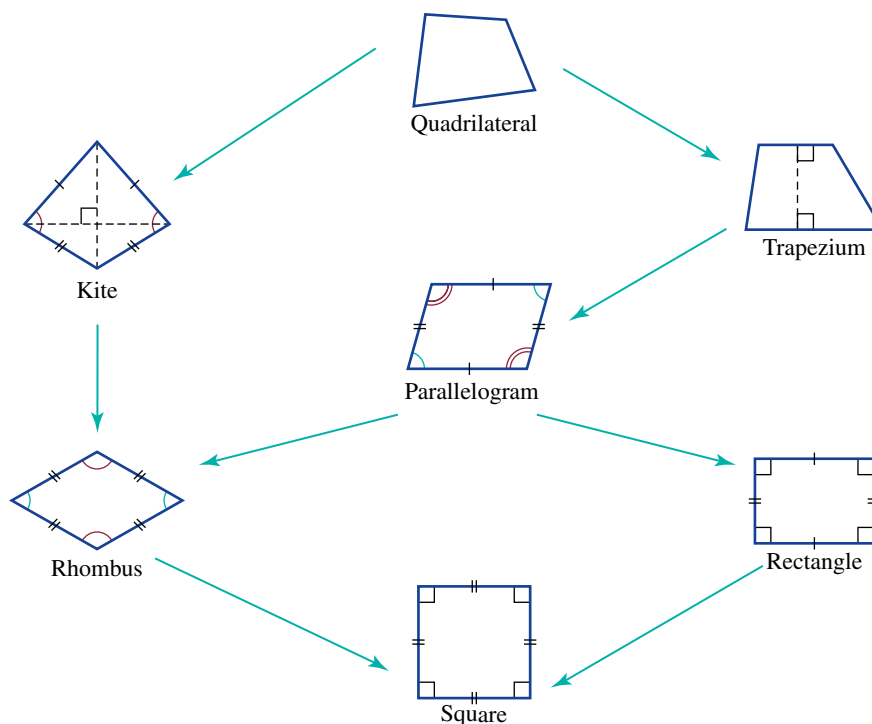 Quadrilateral
Kite
Trapezium
Parallelogram
Rhombus
Rectangle
Square